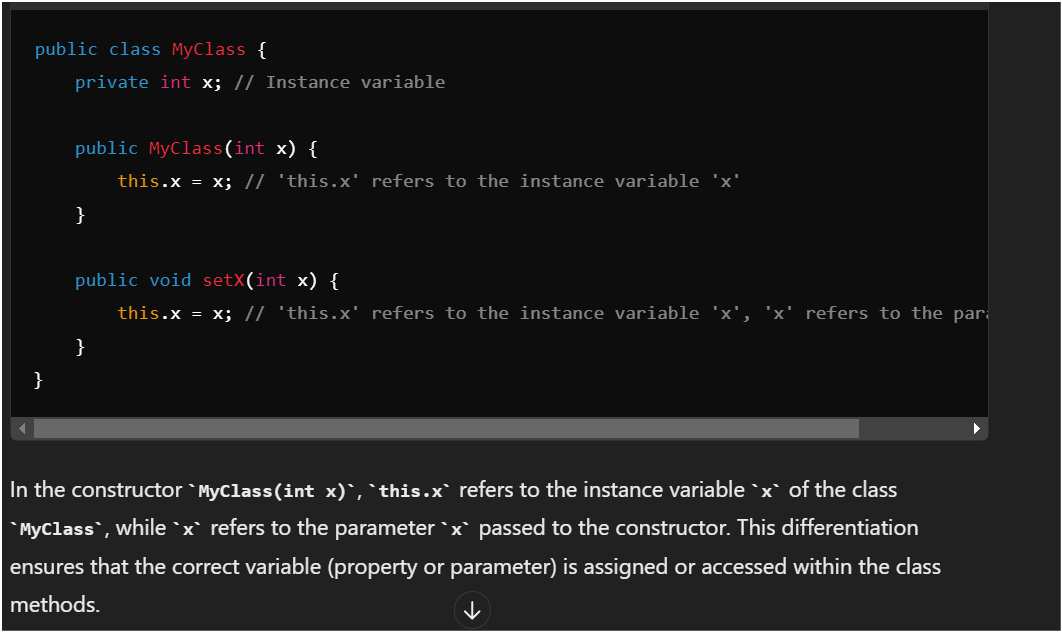 public class MyClass {
private int x; // Instance variable
public MyClass(int x) {
this.x = x; // 'this.x' refers to the instance variable 'x'
}
public void setX(int x) {
this.x = x; // 'this.x' refers to the instance variable 'x', 'x' refers to the
}
}
In the constructor `MyClass(int x)`, `this.x` refers to the instance variable `x` of the class
`MyClass`, while `x` refers to the parameter `x` passed to the constructor. This differentiation
ensures that the correct variable (property or parameter) is assigned or accessed within the class
methods.